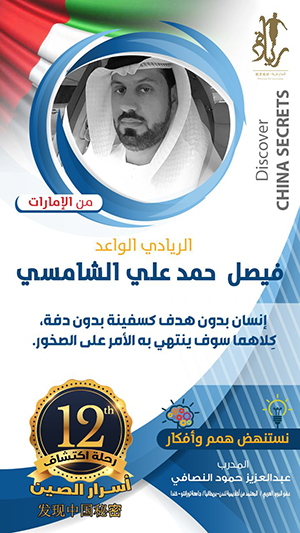 ريادة
Discover
CHINA SECRETS
من الإمارات
الريادي الواعد
فيصل حمد علي الشامسي
إنسان بدون هدف كسفينة بدون دفة،
كلاهما سوف ينتهي به الأمر على الصخور.
12th
رحلة اكتشاف
أسرار الصين
发现中国秘密
نستنهض همم وأفكار
المدرب
عبدالعزيز حمود النصافي